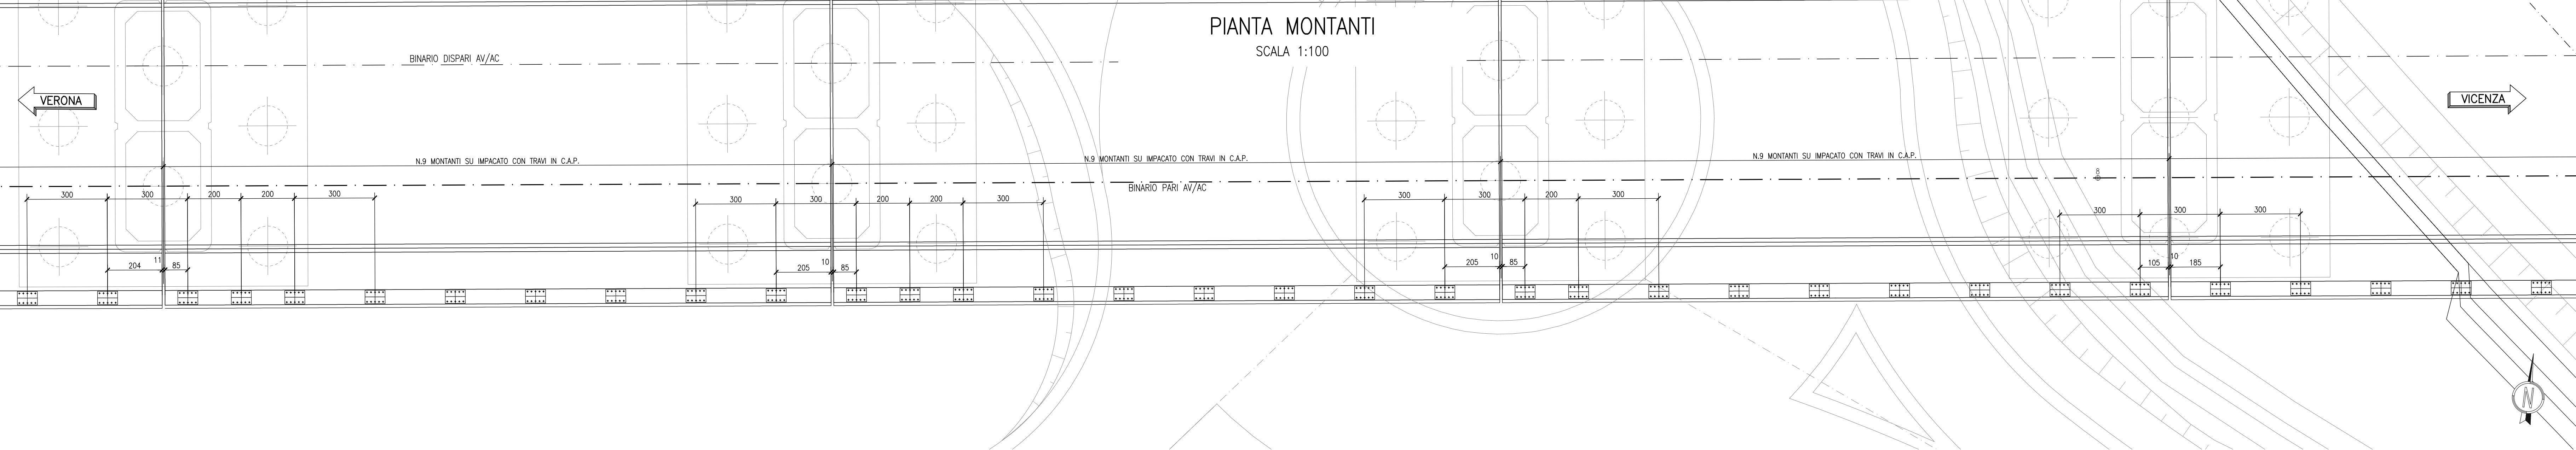 PIANTA MONTANTI
SCALA 1:100
BINARIO DISPARI AV/AC
VERONA
VICENZA
N.9 MONTANTI SU IMPACATO CON TRAVI IN C.A.P.
N.9 MONTANTI SU IMPACATO CON TRAVI IN C.A.P.
N.9 MONTANTI SU IMPACATO CON TRAVI IN C.A.P.
BINARIO PARI AV/AC
300 300 200 200 300
300 300 200 200 300
300 300 200 300
300 300 300
204 11 85
205 10 85
205 10 85
105 10 185
N